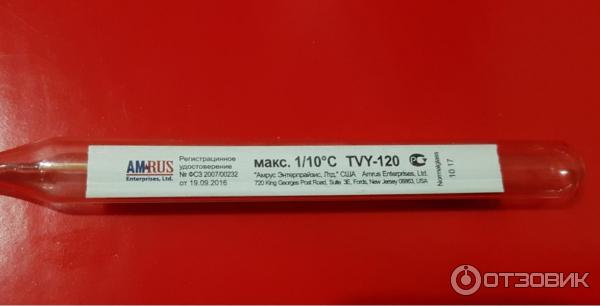 AMRUS
Enterprises, Ltd.
Регистрационное
удостоверение
№ ФСЗ 2007/00232
от 19.09.2016
макс. 1/10°C TVY-120
"Амрус Энтерпрайзис, Лтд." США Amrus Enterprises, Ltd.
720 King Georges Post Road, Suite 3E, Fords, New Jersey 08863, USA
Normalglass
10 17
ОТЗОВИК